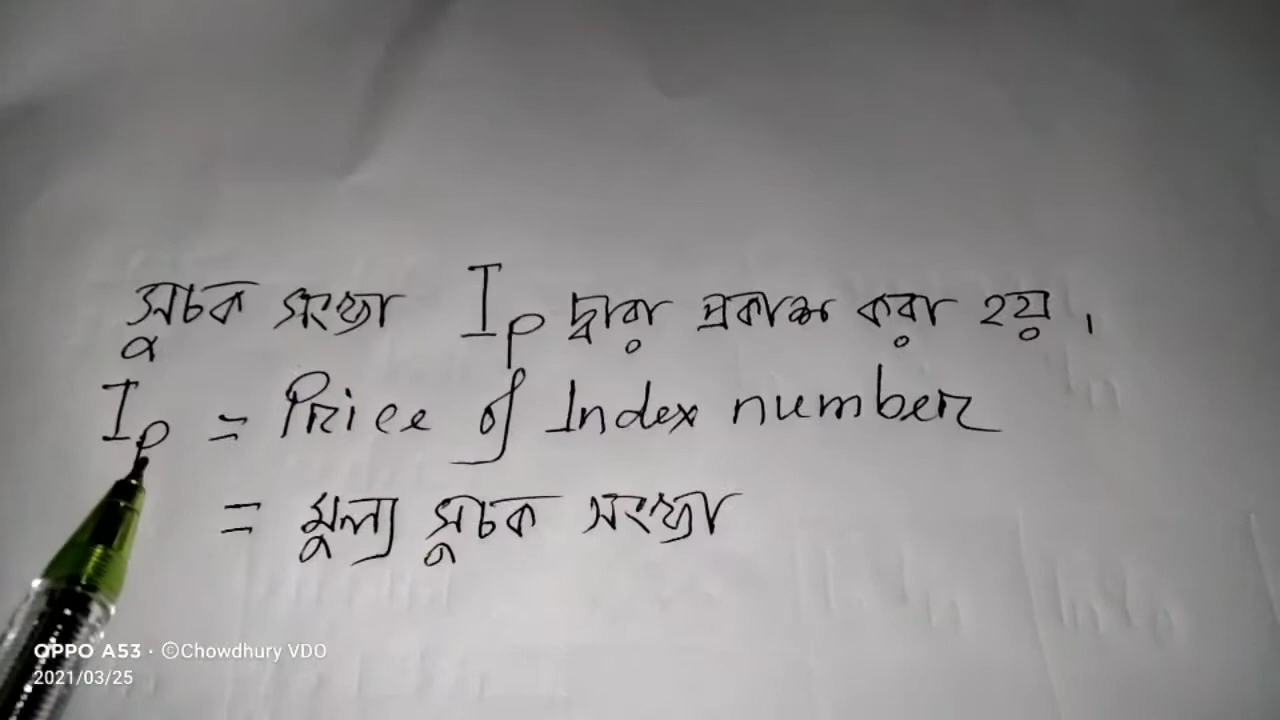 সুচক সংখ্যা Ip দ্বারা প্রকাশ করা হয়।
Ip = Price of Index number
= মুল্য সুচক সংখ্যা
OPPO A53 · ©Chowdhury VDO
2021/03/25